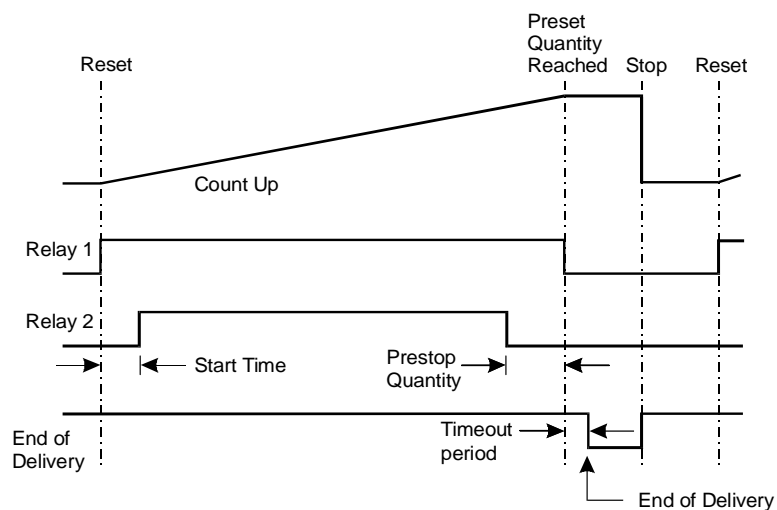 Preset
Quantity
Reached
Reset
Stop
Reset
Count Up
Relay 1
Relay 2
Start Time
Prestop
Quantity
End of
Delivery
Timeout
period
End of Delivery